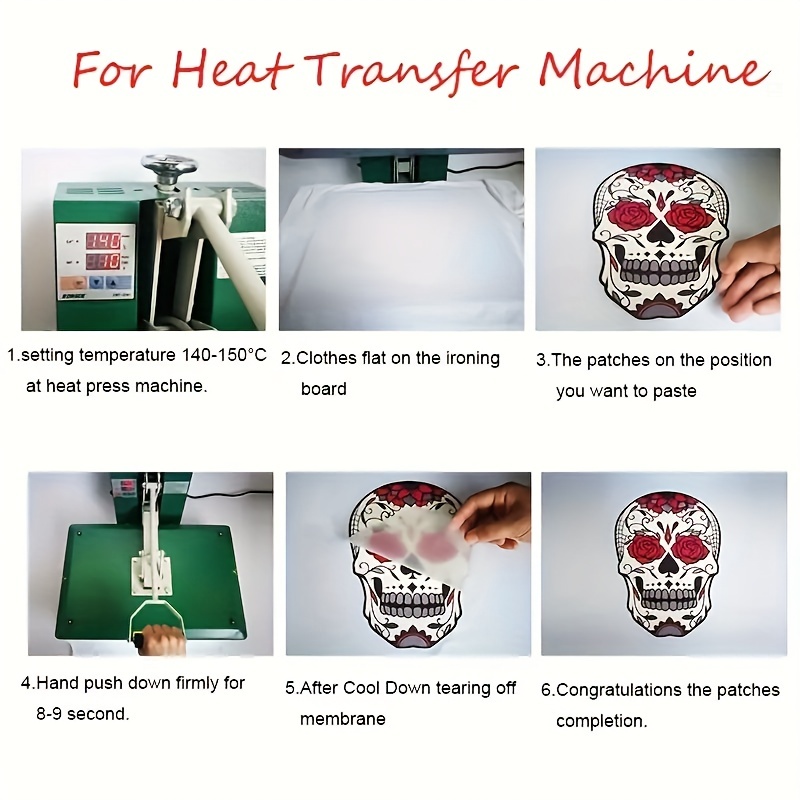 For Heat Transfer Machine
140
10
1.setting temperature 140-150°C
at heat press machine.
2.Clothes flat on the ironing
board
3.The patches on the position
you want to paste
4.Hand push down firmly for
8-9 second.
5.After Cool Down tearing off
membrane
6.Congratulations the patches
completion.